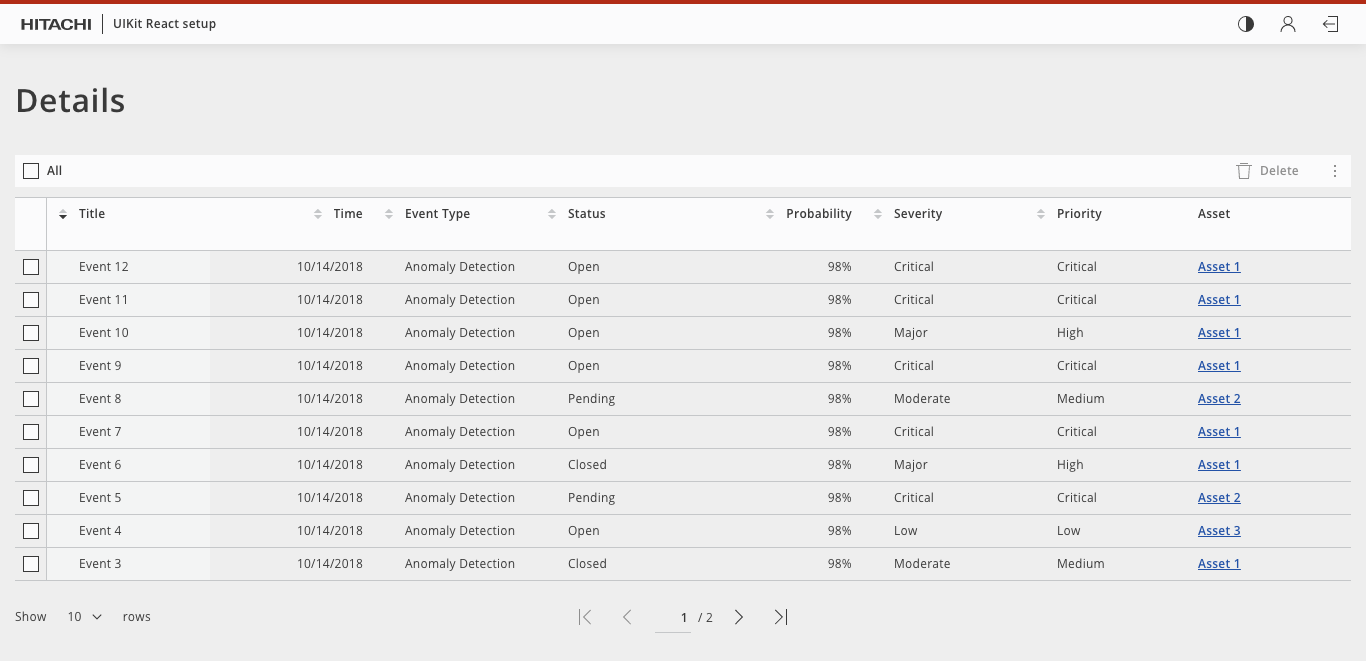 HITACHI UIKit React setup
Details
All Delete
Title Time Event Type Status Probability Severity Priority Asset
Event 12 10/14/2018 Anomaly Detection Open 98% Critical Critical Asset 1
Event 11 10/14/2018 Anomaly Detection Open 98% Critical Critical Asset 1
Event 10 10/14/2018 Anomaly Detection Open 98% Major High Asset 1
Event 9 10/14/2018 Anomaly Detection Open 98% Critical Critical Asset 1
Event 8 10/14/2018 Anomaly Detection Pending 98% Moderate Medium Asset 2
Event 7 10/14/2018 Anomaly Detection Open 98% Critical Critical Asset 1
Event 6 10/14/2018 Anomaly Detection Closed 98% Major High Asset 1
Event 5 10/14/2018 Anomaly Detection Pending 98% Critical Critical Asset 2
Event 4 10/14/2018 Anomaly Detection Open 98% Low Low Asset 3
Event 3 10/14/2018 Anomaly Detection Closed 98% Moderate Medium Asset 1
Show 10 rows 1 / 2